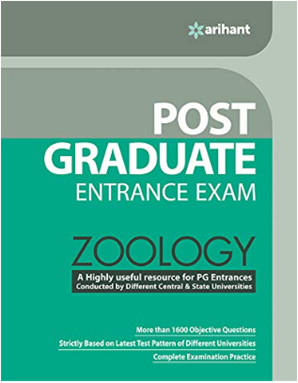 arihant
POST
GRADUATE
ENTRANCE EXAM
ZOOLOGY
A Highly useful resource for PG Entrances
Conducted by Different Central & State Universities
More than 1600 Objective Questions
Strictly Based on Latest Test Pattern of Different Universities
Complete Examination Practice